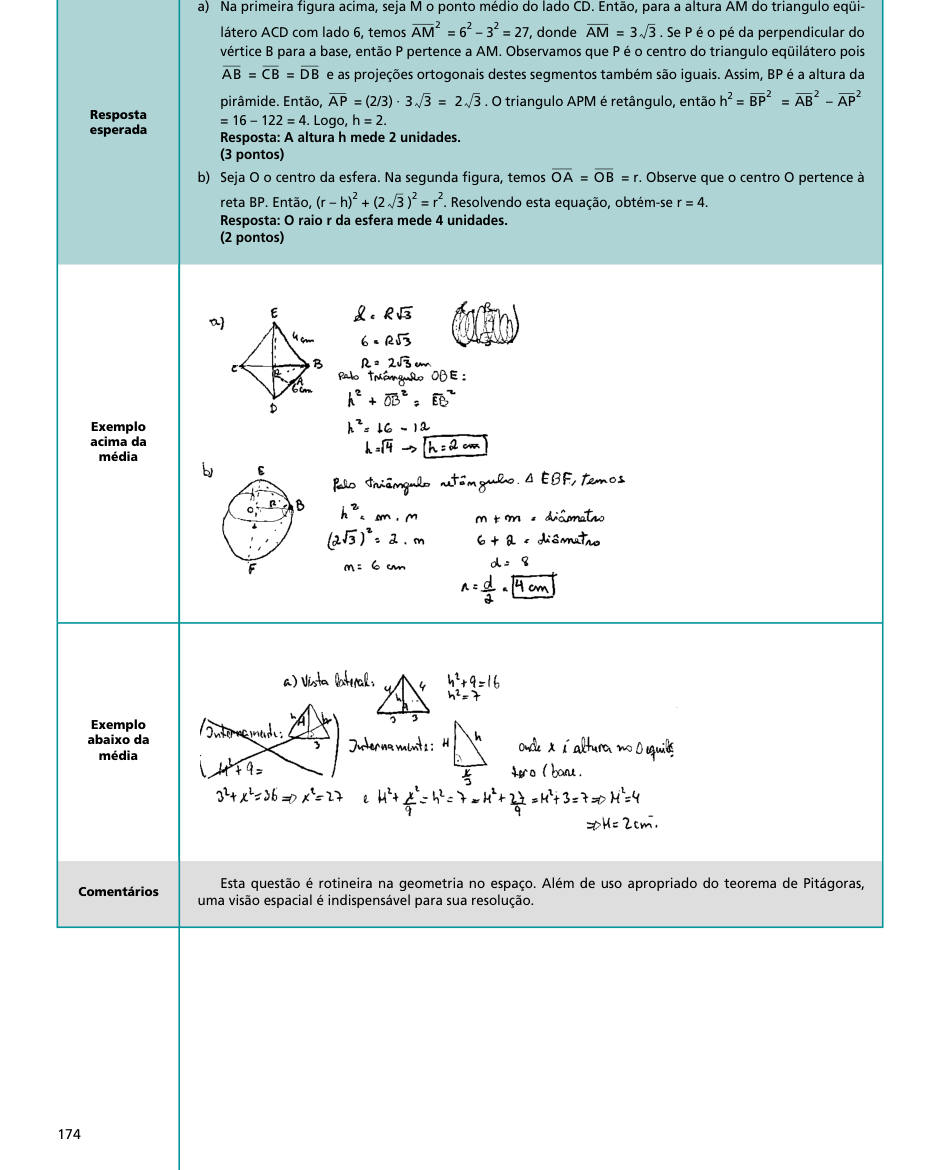 a) Na primeira figura acima, seja M o ponto médio do lado CD. Então, para a altura AM do triangulo eqüi-
látero ACD com lado 6, temos AM² = 6² – 3² = 27, donde AM = 3√3. Se P é o pé da perpendicular do
vértice B para a base, então P pertence a AM. Observamos que P é o centro do triangulo eqüilátero pois
AB = CB = DB e as projeções ortogonais destes segmentos também são iguais. Assim, BP é a altura da
pirâmide. Então, AP = (2/3) · 3√3 = 2√3. O triangulo APM é retângulo, então h² = BP² = AB² – AP²
= 16 – 122 = 4. Logo, h = 2.
Resposta: A altura h mede 2 unidades.
(3 pontos)
b) Seja O o centro da esfera. Na segunda figura, temos OA = OB = r. Observe que o centro O pertence à
reta BP. Então, (r – h)² + (2√3)² = r². Resolvendo esta equação, obtém-se r = 4.
Resposta: O raio r da esfera mede 4 unidades.
(2 pontos)
Resposta
esperada
Exemplo
acima da
média
a)
E
4cm
C
B
R
6cm
D
l = R√3
6 = R√3
R = 2√3 cm
Pelo triângulo OBE:
h² + OB² = EB²
h² = 16 - 12
h = √4 → h = 2 cm
b)
E
h
R
B
O
F
Pelo triângulo retângulo. Δ EBF, temos
h² = m . n
(2√3)² = 2 . m
m = 6 cm
m + n = diâmetro
6 + 2 = diâmetro
d = 8
r = d/2 = 4 cm
Exemplo
abaixo da
média
a) Vista lateral:
4
4
h
3
3
h²+9=16
h²=7
Internamente:
H
h
3
H²+9=
Internamente:
H
h
x/3
onde x é altura no Δ equilá
tero (base.
3²+x²=36 ⇒ x²=27 e H²+x²/9=h²=7=H²+27/9=H²+3=7⇒H²=4
⇒H=2cm.
Comentários
Esta questão é rotineira na geometria no espaço. Além de uso apropriado do teorema de Pitágoras,
uma visão espacial é indispensável para sua resolução.
174